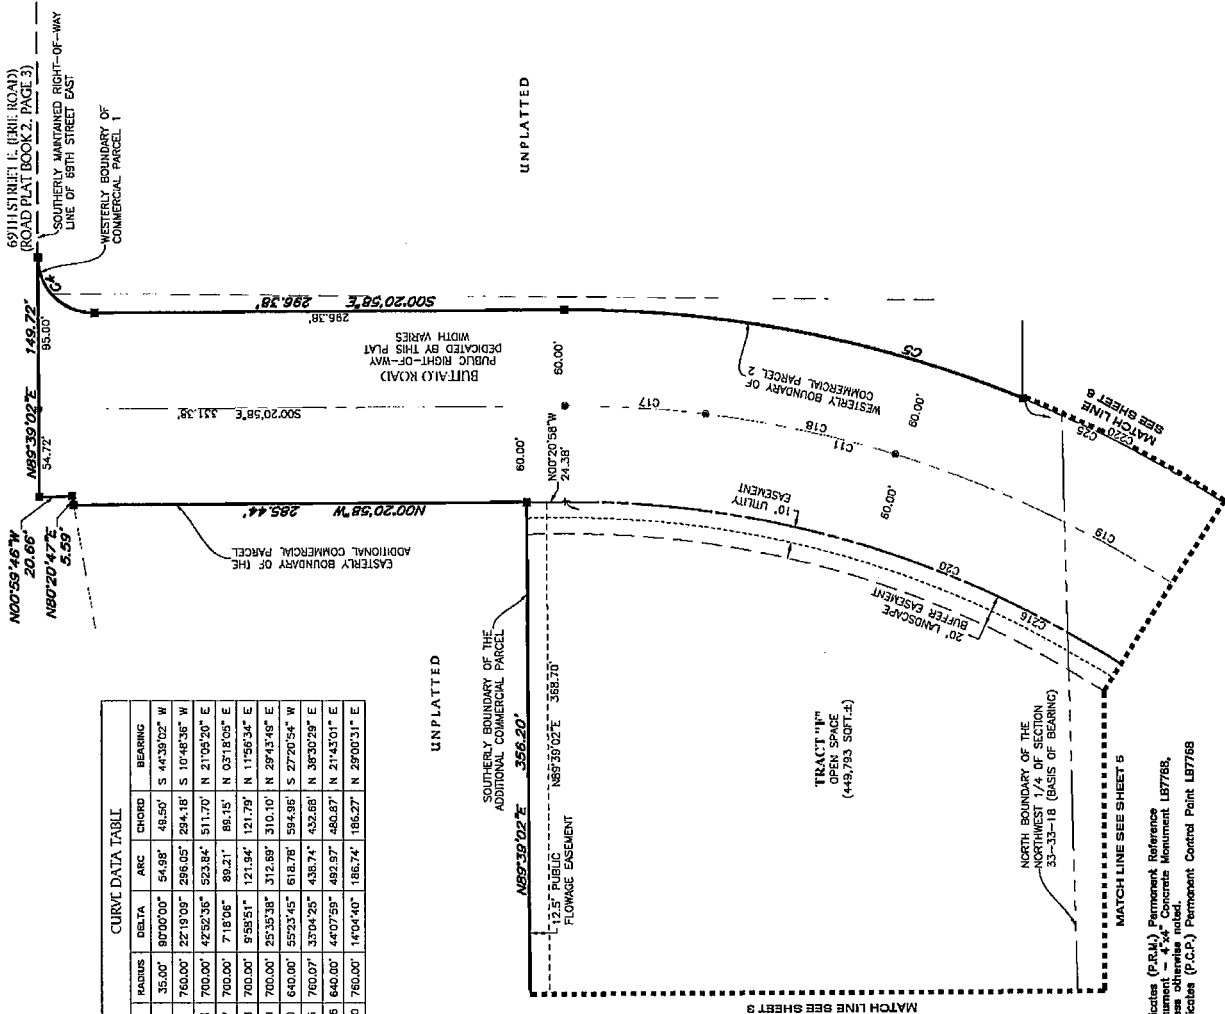 69TH STREET E. (ERIE ROAD)
(ROAD PLAT BOOK 2, PAGE 3)
SOUTHERLY MAINTAINED RIGHT-OF-WAY
LINE OF 69TH STREET EAST
WESTERLY BOUNDARY OF
COMMERCIAL PARCEL 1
UNPLATTED
N89°39'02"E 149.72'
54.72'
95.00'
C4
N00°59'46"W
20.66'
N80°20'47"E
5.59'
S00°20'58"E 296.38'
296.38'
BUFFALO ROAD
PUBLIC RIGHT-OF-WAY
DEDICATED BY THIS PLAT
WIDTH VARIES
S00°20'58"E 331.38'
N00°20'58"W 285.44'
EASTERLY BOUNDARY OF THE
ADDITIONAL COMMERCIAL PARCEL
60.00'
60.00'
N00°20'58"W
24.38'
C17
C18
C11
C5
WESTERLY BOUNDARY OF
COMMERCIAL PARCEL 2
60.00'
60.00'
10' UTILITY
EASEMENT
C19
C20
C216
20' LANDSCAPE
BUFFER EASEMENT
C25
C220
MATCH LINE
SEE SHEET 6
UNPLATTED
SOUTHERLY BOUNDARY OF THE
ADDITIONAL COMMERCIAL PARCEL
N89°39'02"E 356.20'
N89°39'02"E 368.70'
12.5' PUBLIC
FLOWAGE EASEMENT
TRACT "F"
OPEN SPACE
(449,793 SQFT.±)
NORTH BOUNDARY OF THE
NORTHWEST 1/4 OF SECTION
33-33-18 (BASIS OF BEARING)
MATCH LINE SEE SHEET 5
MATCH LINE SEE SHEET 3
CURVE DATA TABLE
RADIUS DELTA ARC CHORD BEARING
35.00' 90°00'00" 54.98' 49.50' S 44°39'02" W
760.00' 22°19'09" 296.05' 294.18' S 10°48'36" W
700.00' 42°52'36" 523.84' 511.70' N 21°05'20" E
700.00' 7°18'06" 89.21' 89.15' N 03°18'05" E
700.00' 9°58'51" 121.94' 121.79' N 11°56'34" E
700.00' 25°35'38" 312.69' 310.10' N 29°43'49" E
640.00' 55°23'45" 618.78' 594.96' S 27°20'54" W
760.07' 33°04'25" 438.74' 432.68' N 38°30'29" E
640.00' 44°07'59" 492.97' 480.87' N 21°43'01" E
760.00' 14°04'40" 186.74' 186.27' N 29°00'31" E
(P.R.M.) Permanent Reference
4"x4" Concrete Monument LB7768,
otherwise noted.
(P.C.P.) Permanent Control Point LB7768